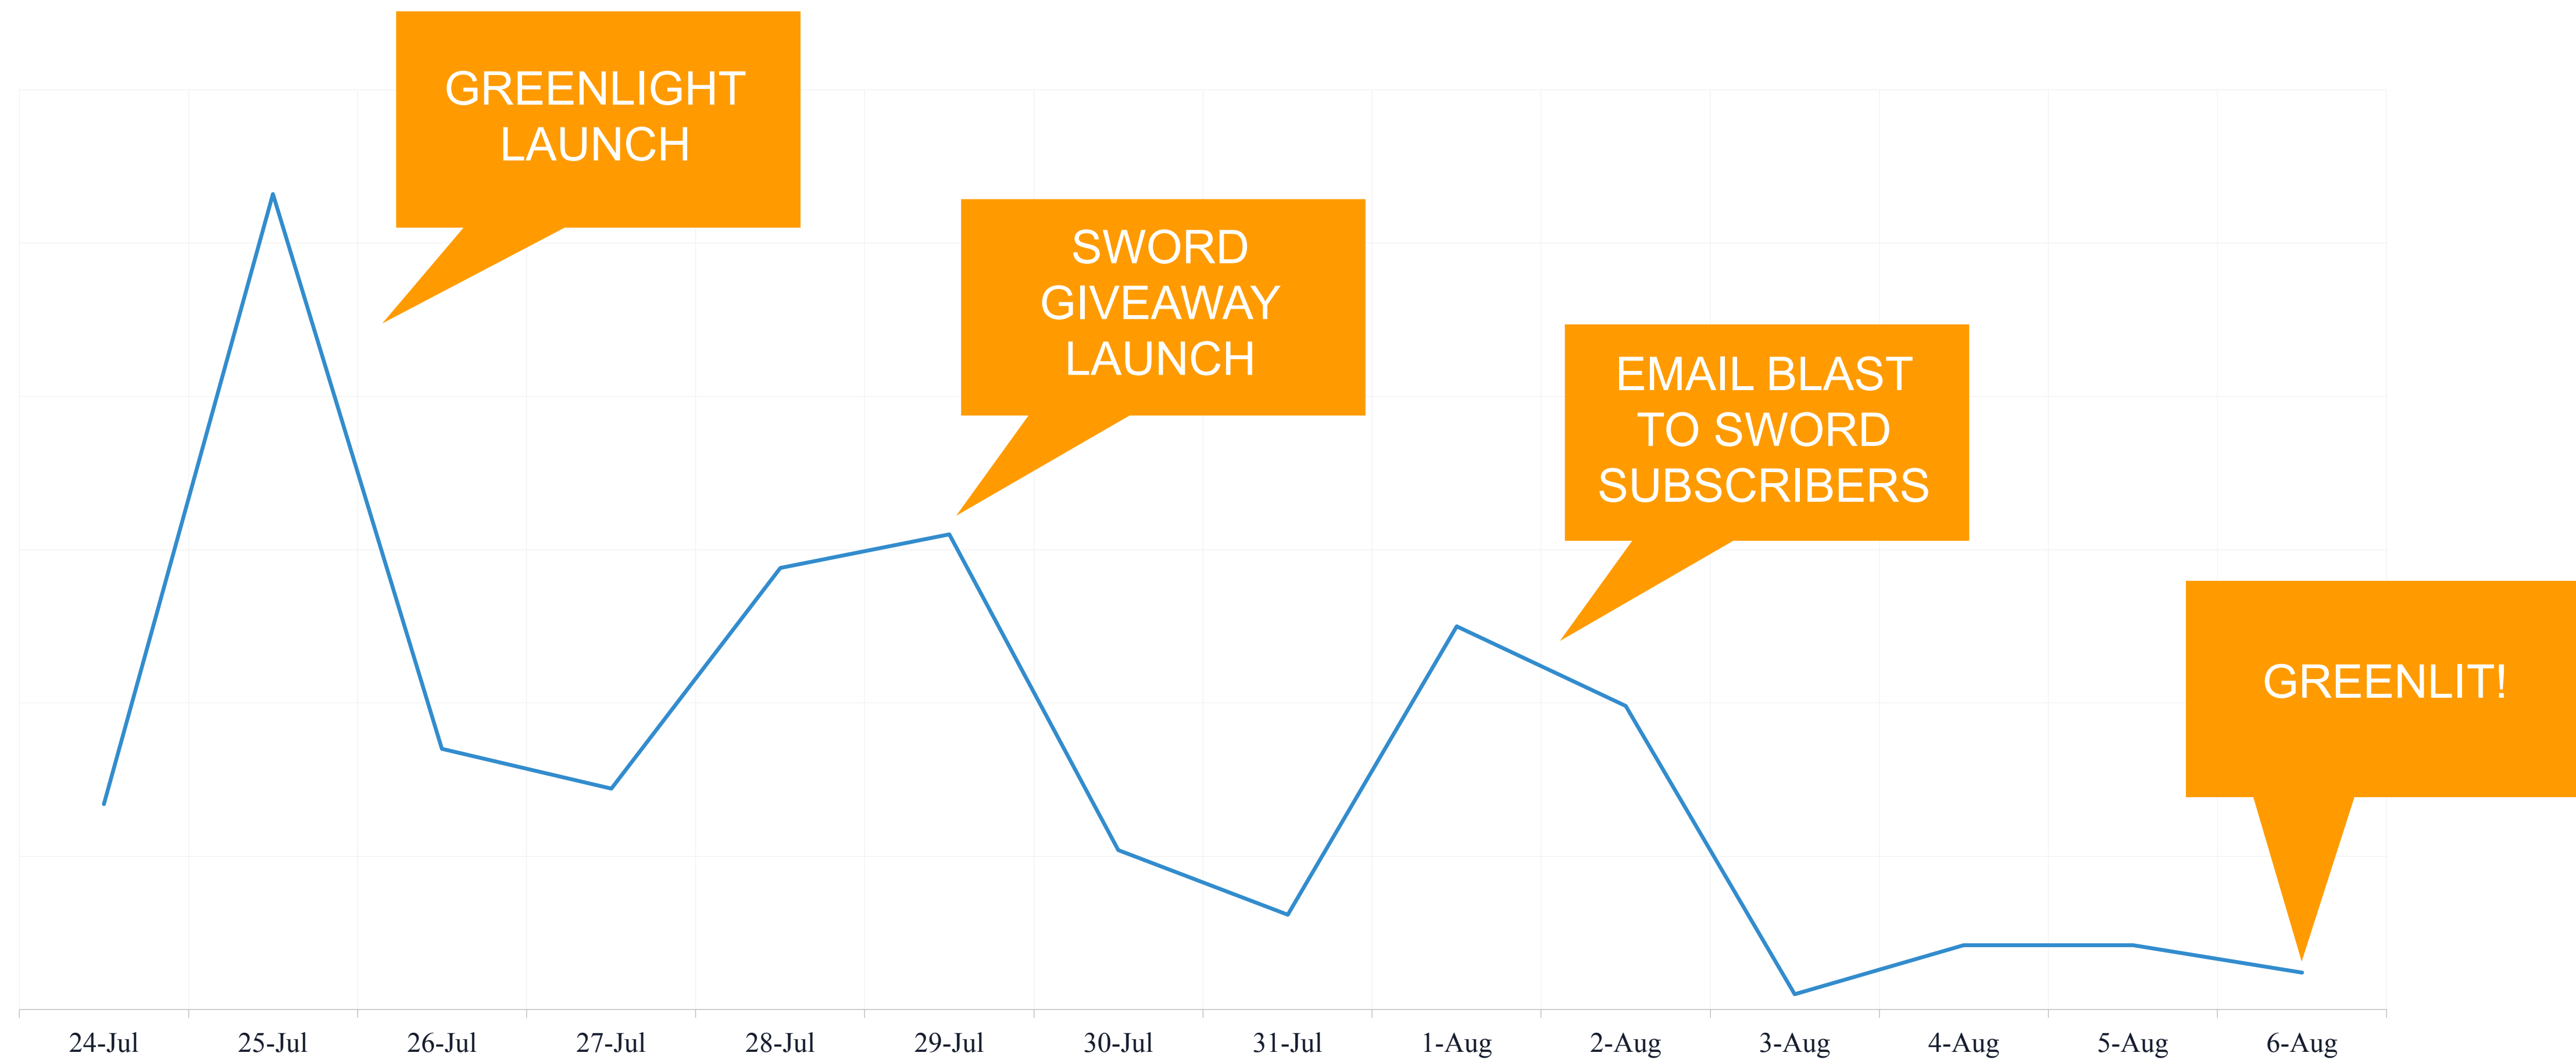 GREENLIGHT
LAUNCH
SWORD
GIVEAWAY
LAUNCH
EMAIL BLAST
TO SWORD
SUBSCRIBERS
GREENLIT!
24-Jul
25-Jul
26-Jul
27-Jul
28-Jul
29-Jul
30-Jul
31-Jul
1-Aug
2-Aug
3-Aug
4-Aug
5-Aug
6-Aug